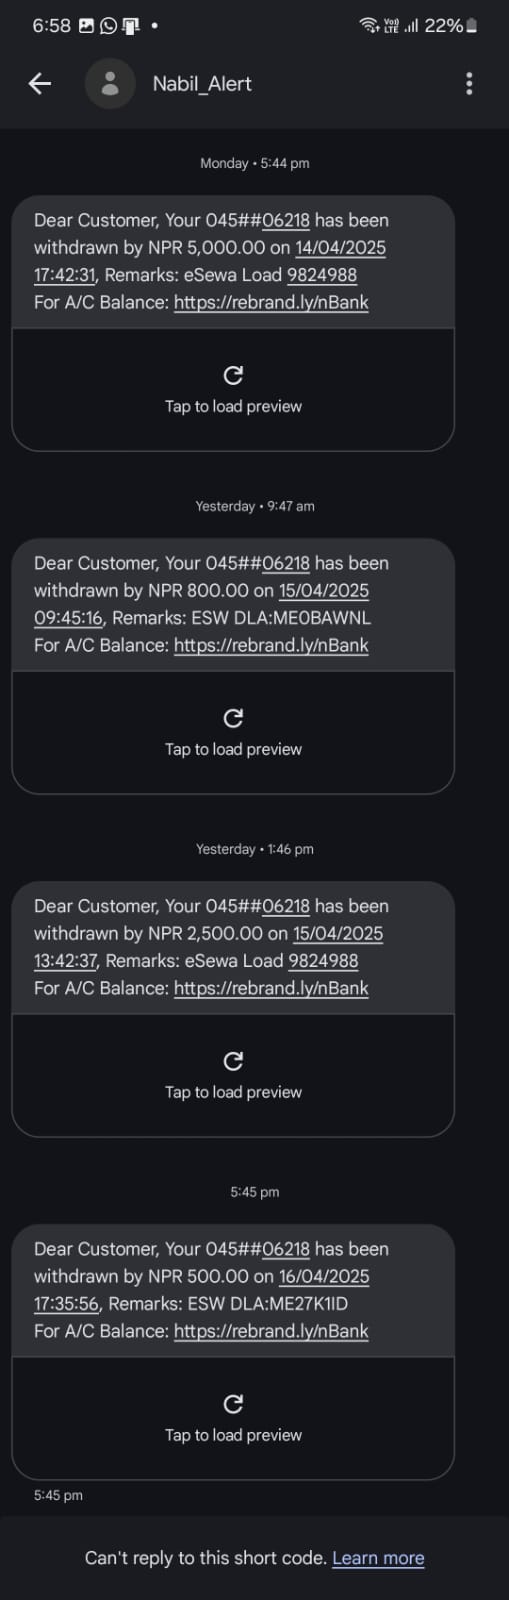 6:58
Vo)) LTE 22%
Nabil_Alert
Monday • 5:44 pm
Dear Customer, Your 045##06218 has been
withdrawn by NPR 5,000.00 on 14/04/2025
17:42:31, Remarks: eSewa Load 9824988
For A/C Balance: https://rebrand.ly/nBank
Tap to load preview
Yesterday • 9:47 am
Dear Customer, Your 045##06218 has been
withdrawn by NPR 800.00 on 15/04/2025
09:45:16, Remarks: ESW DLA:ME0BAWNL
For A/C Balance: https://rebrand.ly/nBank
Tap to load preview
Yesterday • 1:46 pm
Dear Customer, Your 045##06218 has been
withdrawn by NPR 2,500.00 on 15/04/2025
13:42:37, Remarks: eSewa Load 9824988
For A/C Balance: https://rebrand.ly/nBank
Tap to load preview
5:45 pm
Dear Customer, Your 045##06218 has been
withdrawn by NPR 500.00 on 16/04/2025
17:35:56, Remarks: ESW DLA:ME27K1ID
For A/C Balance: https://rebrand.ly/nBank
Tap to load preview
5:45 pm
Can't reply to this short code. Learn more